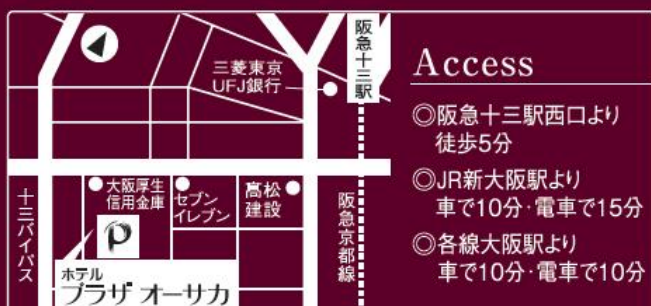 阪急十三駅
三菱東京
UFJ銀行
大阪厚生
信用金庫
セブン
イレブン
高松
建設
十三バイパス
阪急京都線
P
ホテル
プラザ オーサカ
Access
◎阪急十三駅西口より
徒歩5分
◎JR新大阪駅より
車で10分·電車で15分
◎各線大阪駅より
車で10分·電車で10分